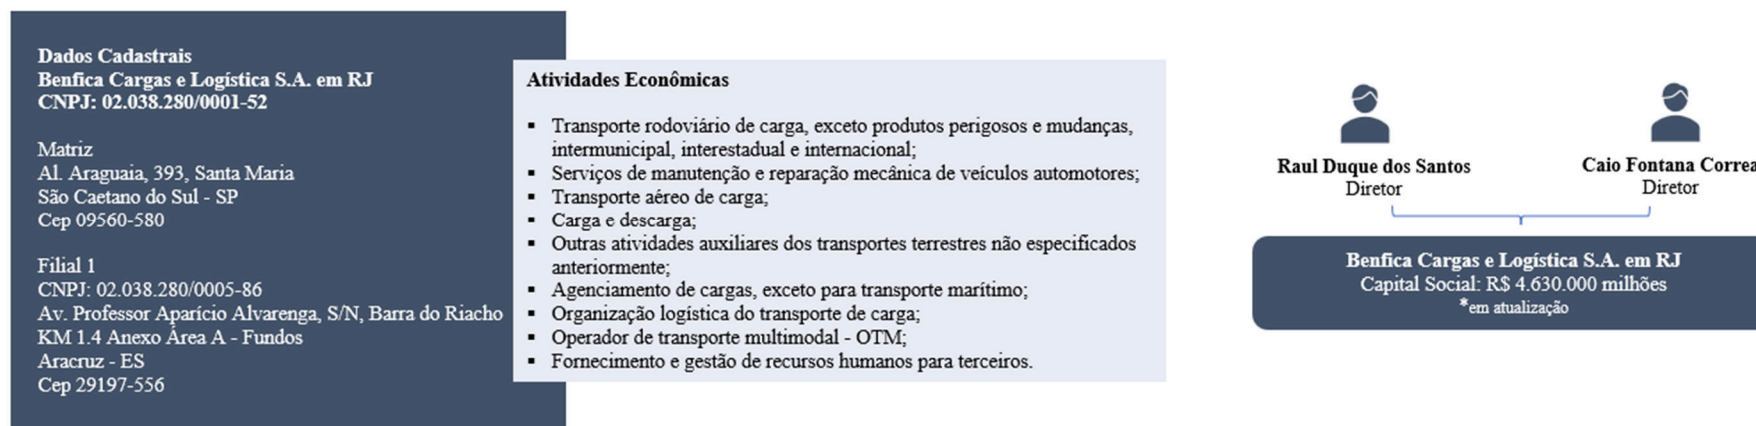 Dados Cadastrais
Benfica Cargas e Logística S.A. em RJ
CNPJ: 02.038.280/0001-52
Matriz
Al. Araguaia, 393, Santa Maria
São Caetano do Sul - SP
Cep 09560-580
Filial 1
CNPJ: 02.038.280/0005-86
Av. Professor Aparício Alvarenga, S/N, Barra do Riacho
KM 1.4 Anexo Área A - Fundos
Aracruz - ES
Cep 29197-556
Atividades Econômicas
▪ Transporte rodoviário de carga, exceto produtos perigosos e mudanças,
intermunicipal, interestadual e internacional;
▪ Serviços de manutenção e reparação mecânica de veículos automotores;
▪ Transporte aéreo de carga;
▪ Carga e descarga;
▪ Outras atividades auxiliares dos transportes terrestres não especificados
anteriormente;
▪ Agenciamento de cargas, exceto para transporte marítimo;
▪ Organização logística do transporte de carga;
▪ Operador de transporte multimodal - OTM;
▪ Fornecimento e gestão de recursos humanos para terceiros.
Raul Duque dos Santos
Diretor
Caio Fontana Correa
Diretor
Benfica Cargas e Logística S.A. em RJ
Capital Social: R$ 4.630.000 milhões
*em atualização